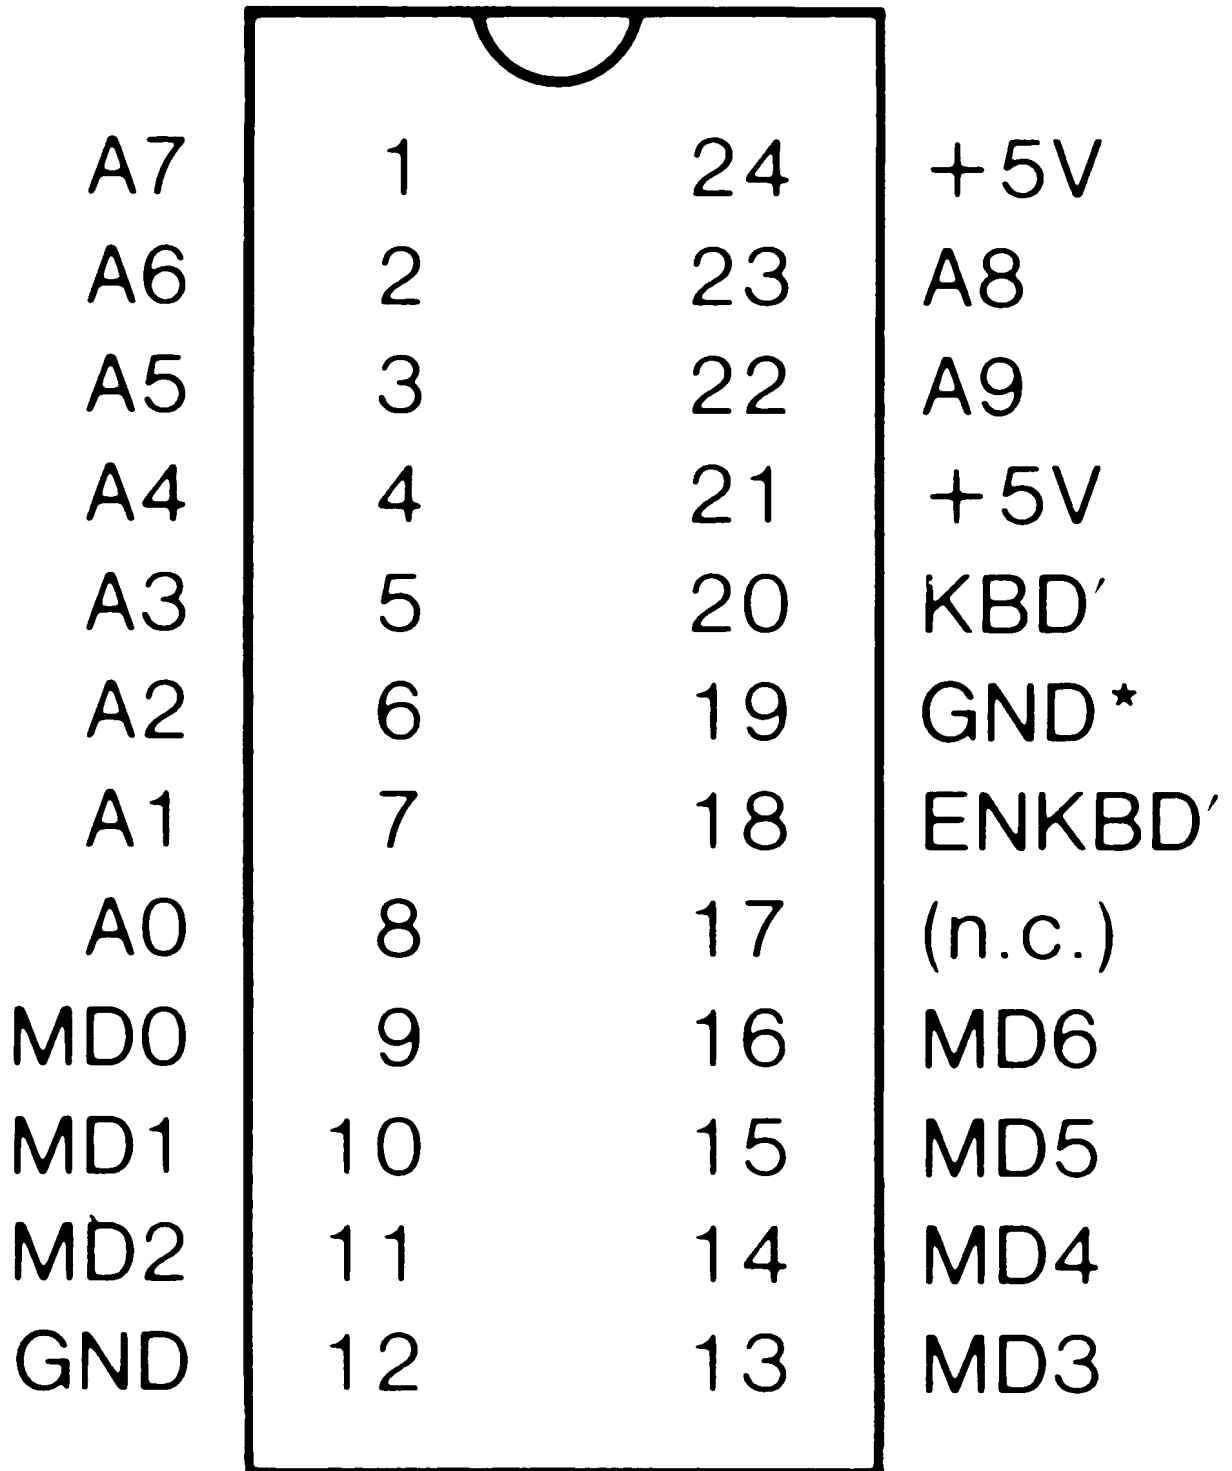 A7 1 24 +5V
A6 2 23 A8
A5 3 22 A9
A4 4 21 +5V
A3 5 20 KBD′
A2 6 19 GND*
A1 7 18 ENKBD′
A0 8 17 (n.c.)
MD0 9 16 MD6
MD1 10 15 MD5
MD2 11 14 MD4
GND 12 13 MD3